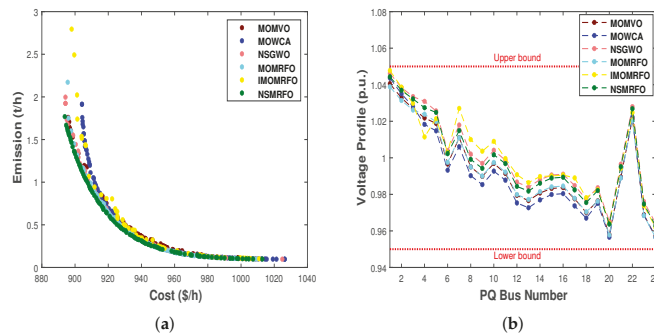 3
2.5
2
1.5
1
0.5
0
Emission (t/h)
880 900 920 940 960 980 1000 1020 1040
Cost ($/h)
MOMVO
MOWCA
NSGWO
MOMRFO
IMOMRFO
NSMRFO
(a)
1.08
1.06
1.04
1.02
1
0.98
0.96
0.94
Voltage Profile (p.u.)
Upper bound
Lower bound
MOMVO
MOWCA
NSGWO
MOMRFO
IMOMRFO
NSMRFO
2 4 6 8 10 12 14 16 18 20 22
PQ Bus Number
(b)